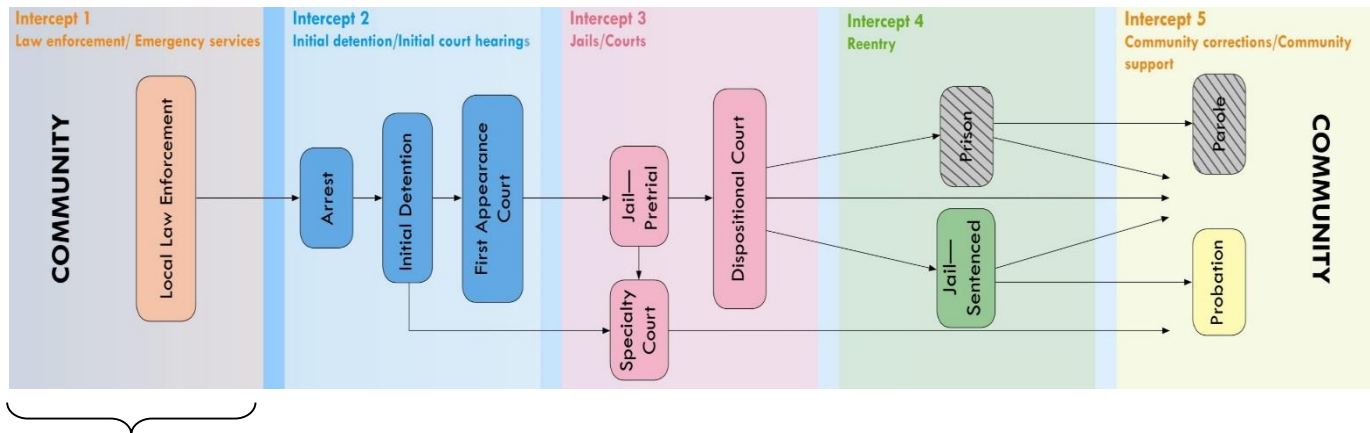 Intercept 1
Law enforcement/ Emergency services
Intercept 2
Initial detention/Initial court hearings
Intercept 3
Jails/Courts
Intercept 4
Reentry
Intercept 5
Community corrections/Community
support
COMMUNITY
Local Law Enforcement
Arrest
Initial Detention
First Appearance
Court
Jail—
Pretrial
Specialty
Court
Dispositional Court
Prison
Jail—
Sentenced
Parole
Probation
COMMUNITY